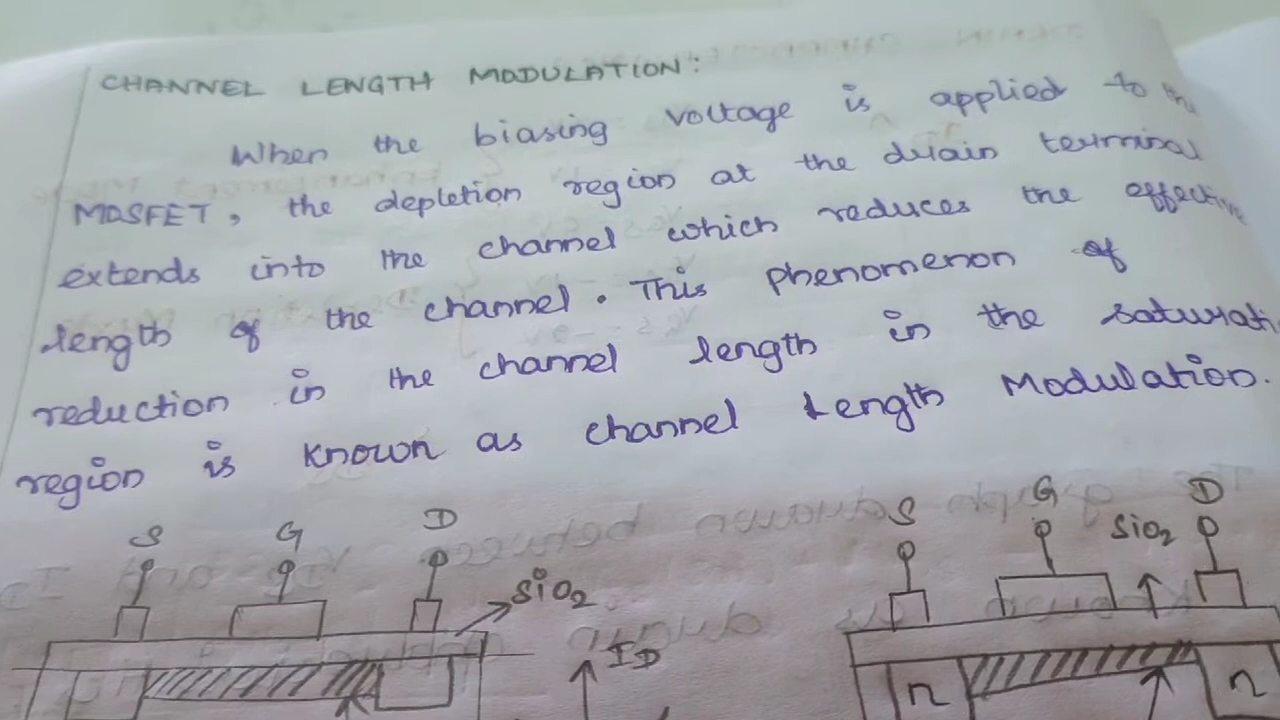 CHANNEL LENGTH MODULATION:
When the biasing voltage is applied to the
MOSFET, the depletion region at the drain terminal
extends into the channel which reduces the effective
length of the channel. This phenomenon of
reduction in the channel length in the saturati
region is known as channel Length Modulation.
S G D SiO2
S G SiO2 D
ID
n n